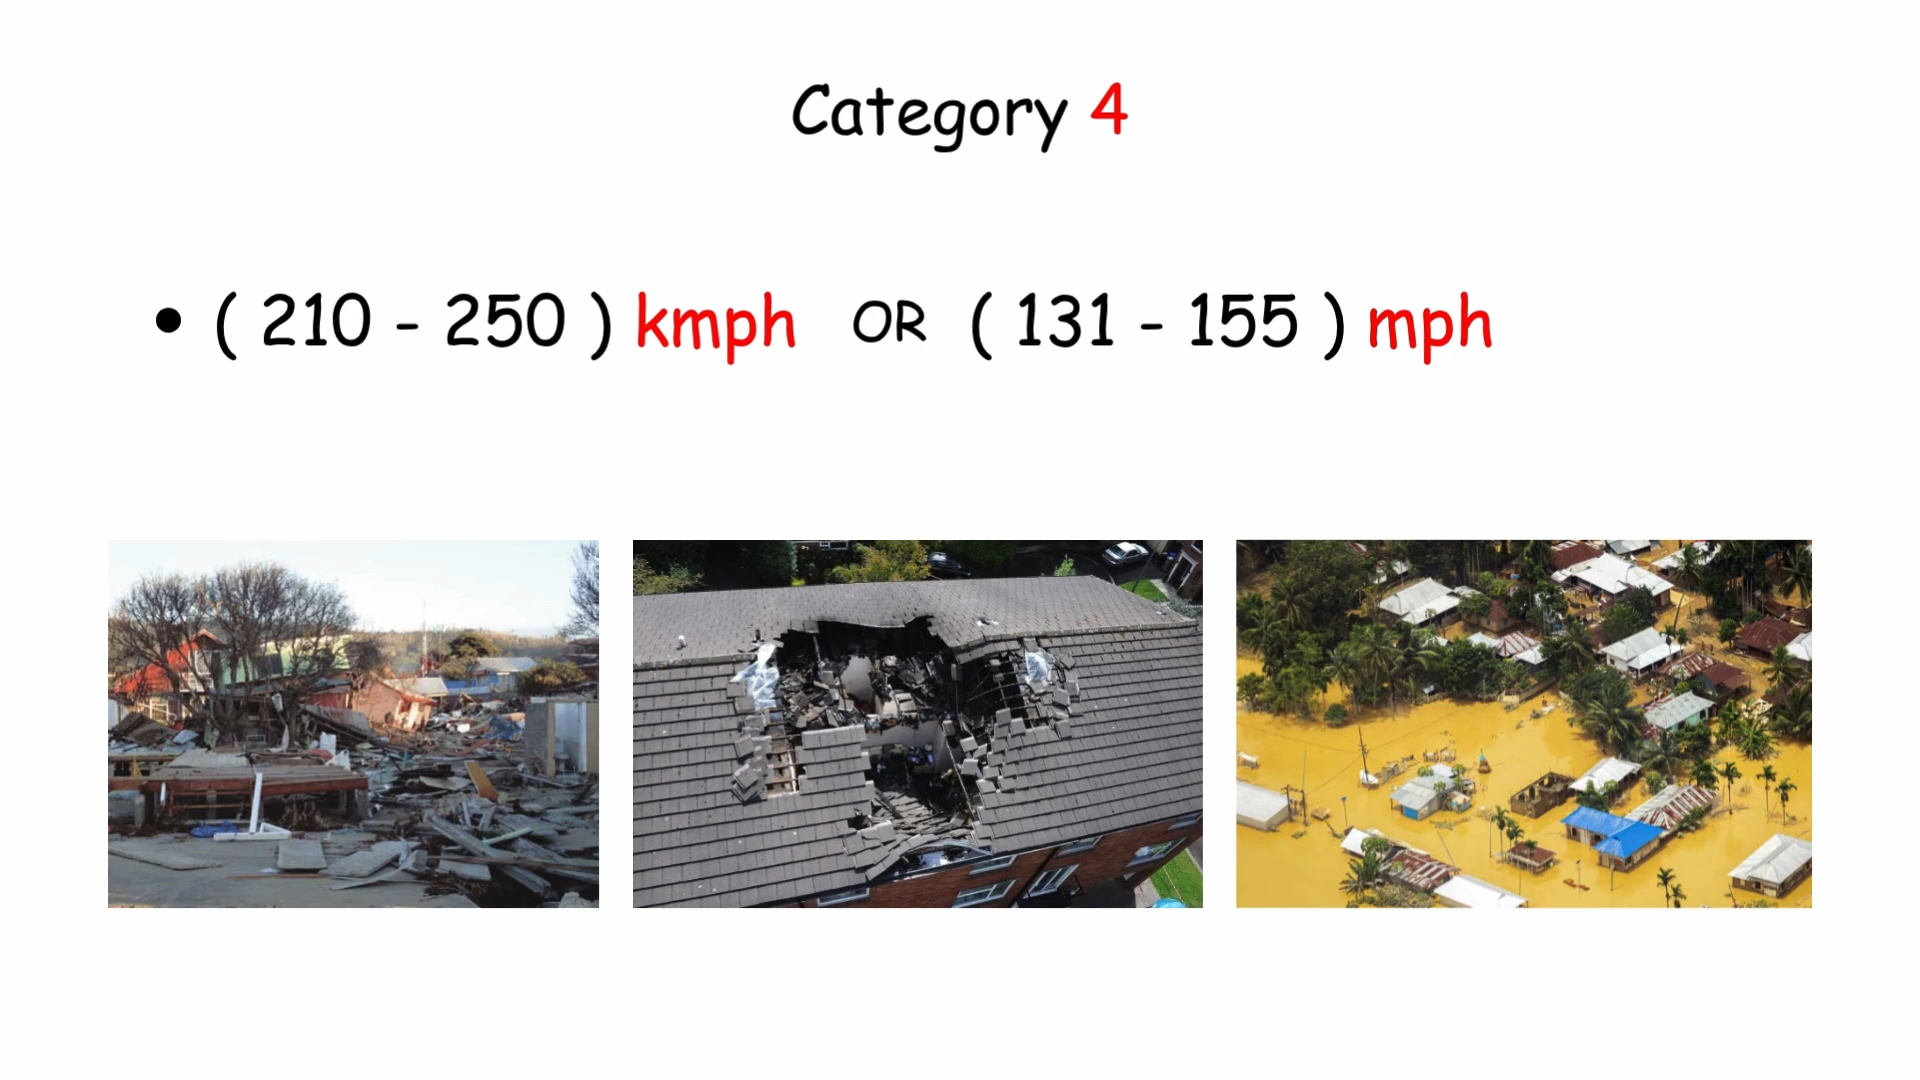 Category 4
• ( 210 - 250 ) kmph OR ( 131 - 155 ) mph